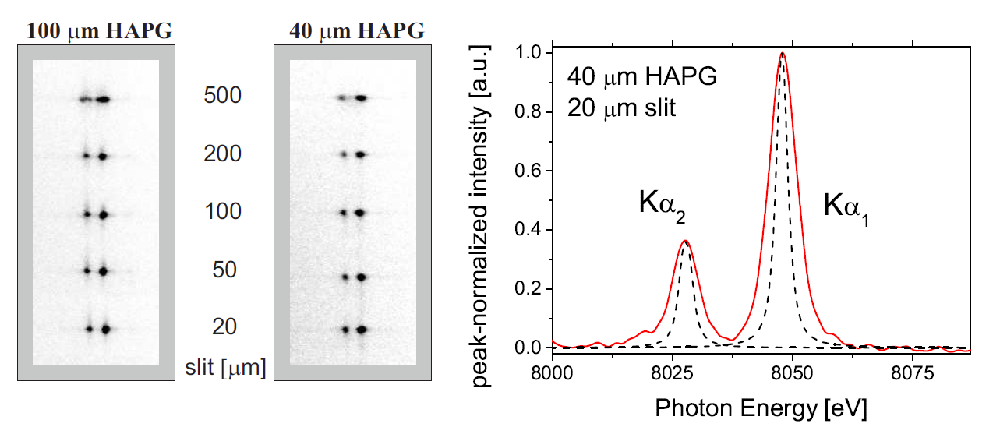 100 μm HAPG
40 μm HAPG
500
200
100
50
20
slit [μm]
peak-normalized intensity [a.u.]
1.0
0.8
0.6
0.4
0.2
0.0
40 μm HAPG
20 μm slit
Kα2
Kα1
8000 8025 8050 8075
Photon Energy [eV]